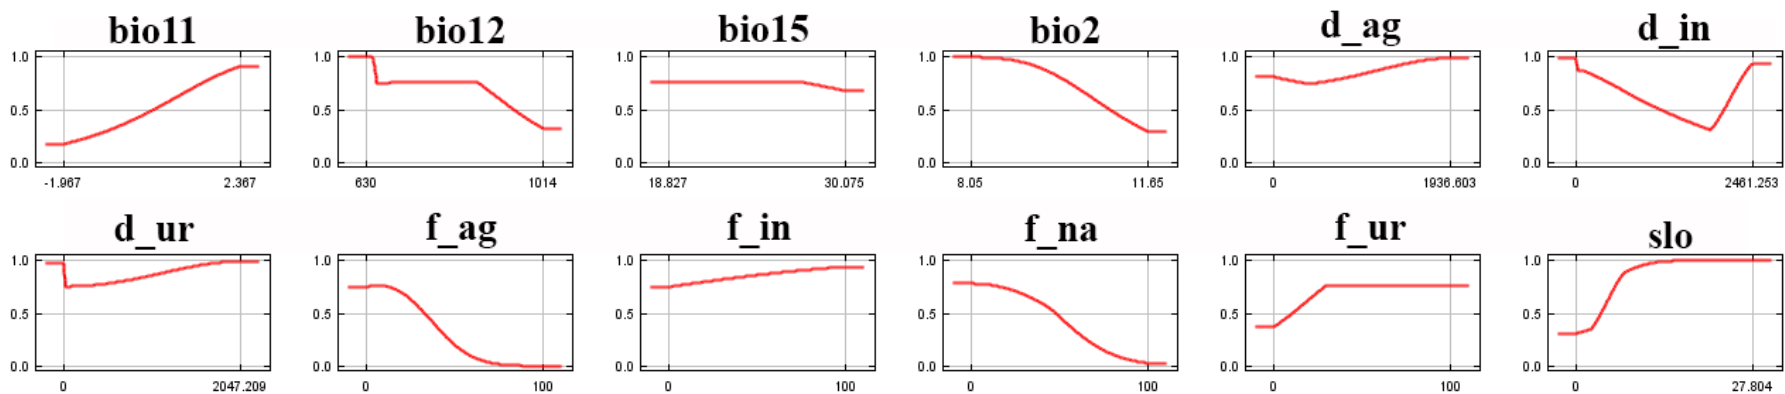 bio11 bio12 bio15 bio2 d_ag d_in
1.0 1.0 1.0 1.0 1.0 1.0
0.5 0.5 0.5 0.5 0.5 0.5
0.0 0.0 0.0 0.0 0.0 0.0
-1.967 2.367 630 1014 18.827 30.075 8.05 11.65 0 1936.603 0 2461.253
d_ur f_ag f_in f_na f_ur slo
1.0 1.0 1.0 1.0 1.0 1.0
0.5 0.5 0.5 0.5 0.5 0.5
0.0 0.0 0.0 0.0 0.0 0.0
0 2047.209 0 100 0 100 0 100 0 100 0 27.804